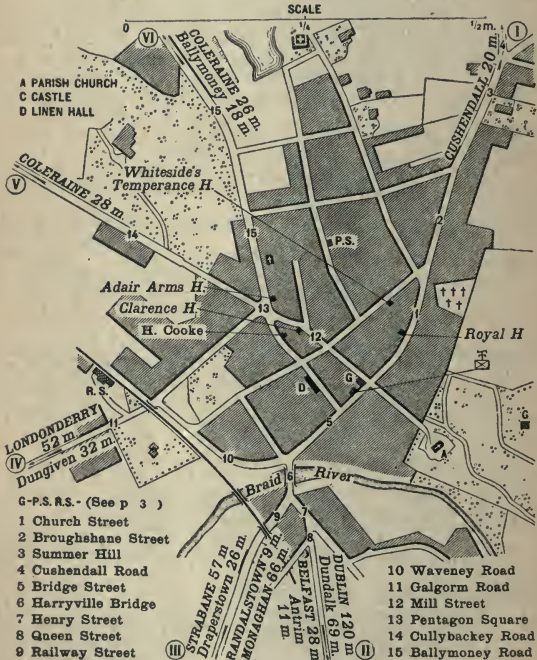 SCALE
0 1/4 1/2 m.
VI
COLERAINE 26 m.
Ballymoney 18 m.
I
CUSHENDALL 20 m.
A PARISH CHURCH
C CASTLE
D LINEN HALL
4
3
15
Whiteside's
Temperance H.
V
COLERAINE 28 m.
14
2
15
P.S.
Adair Arms H.
13
Clarence H.
12
1
H. Cooke
Royal H
D
G
R.S.
5
G
LONDONDERRY
52 m
11
A
IV
Dungiven 32 m.
10
Braid River
6
G-P.S. R.S.- (See p 3 )
9
7
8
1 Church Street
2 Broughshane Street
3 Summer Hill
4 Cushendall Road
5 Bridge Street
6 Harryville Bridge
7 Henry Street
8 Queen Street
9 Railway Street
III
STRABANE 57 m
Draperstown 26 m.
RANDALSTOWN 9 m.
MONAGHAN 66 m.
BELFAST 28 m
Antrim
11 m
DUBLIN 120 m
Dundalk 69 m.
II
10 Waveney Road
11 Galgorm Road
12 Mill Street
13 Pentagon Square
14 Cullybackey Road
15 Ballymoney Road